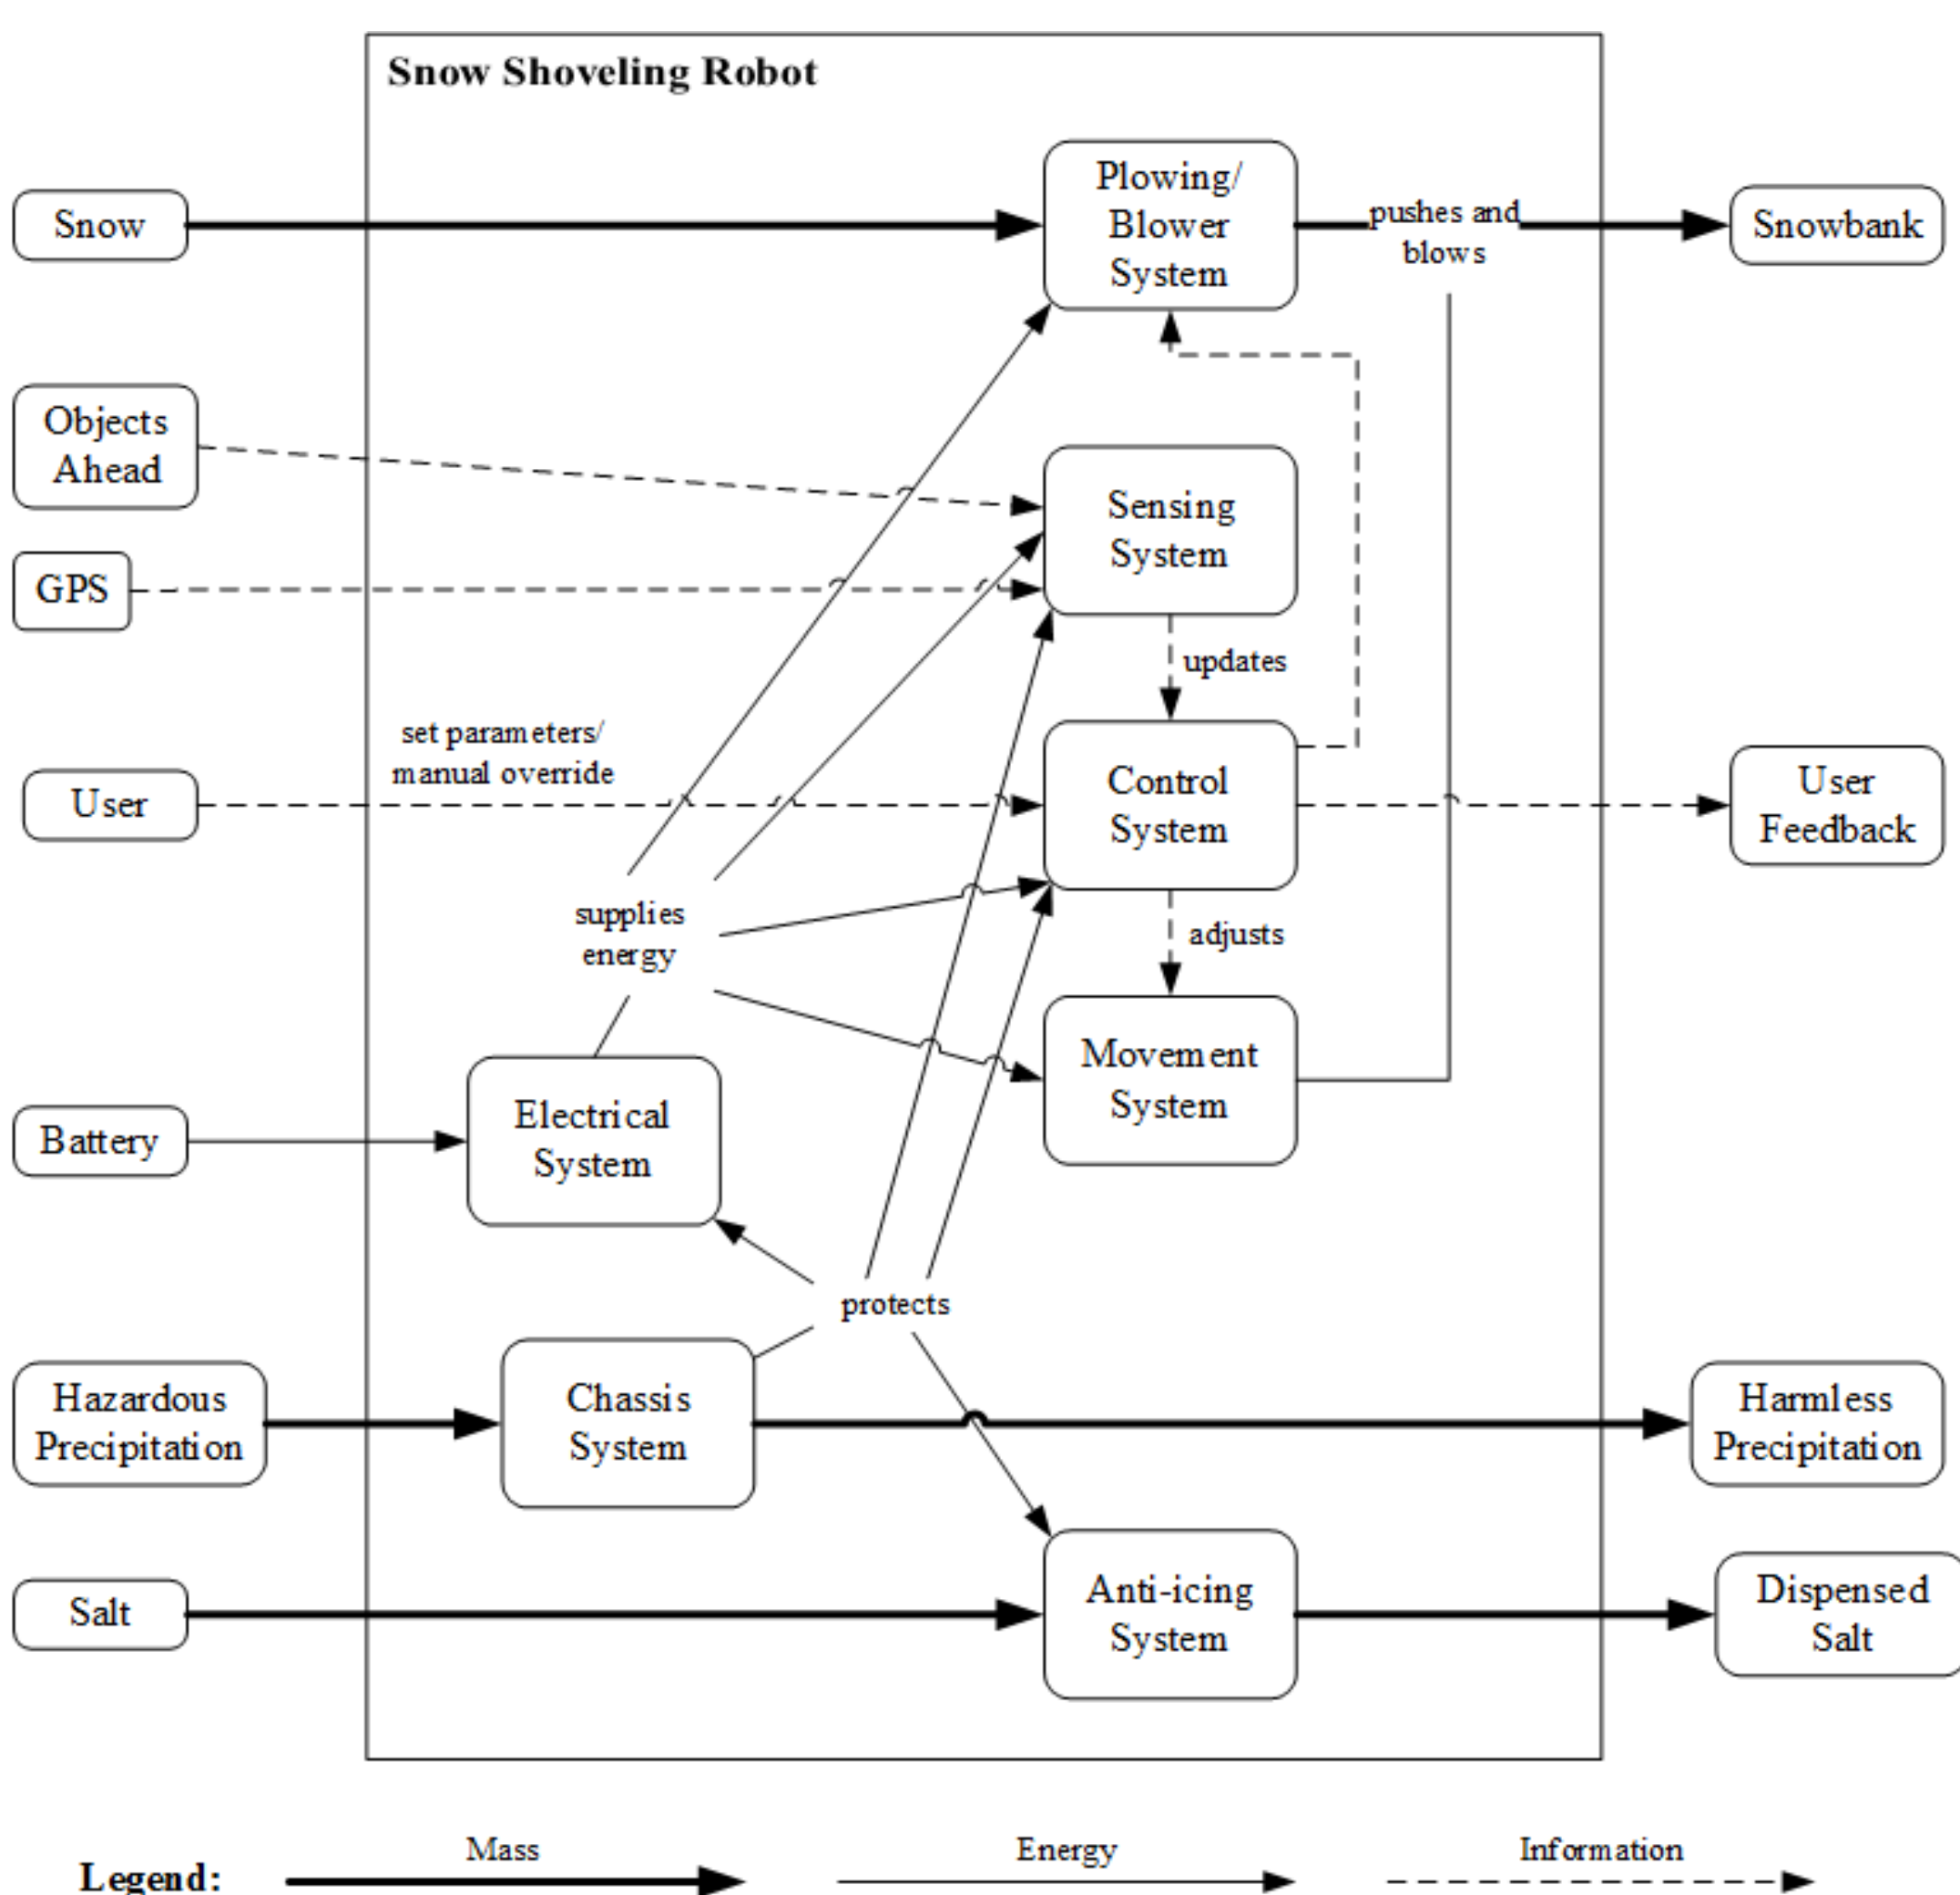 Snow Shoveling Robot
Snow
Plowing/
Blower
System
pushes and
blows
Snowbank
Objects
Ahead
Sensing
System
GPS
updates
set parameters/
manual override
User
Control
System
User
Feedback
supplies
energy
adjusts
Movement
System
Battery
Electrical
System
protects
Hazardous
Precipitation
Chassis
System
Harmless
Precipitation
Salt
Anti-icing
System
Dispensed
Salt
Legend:
Mass
Energy
Information